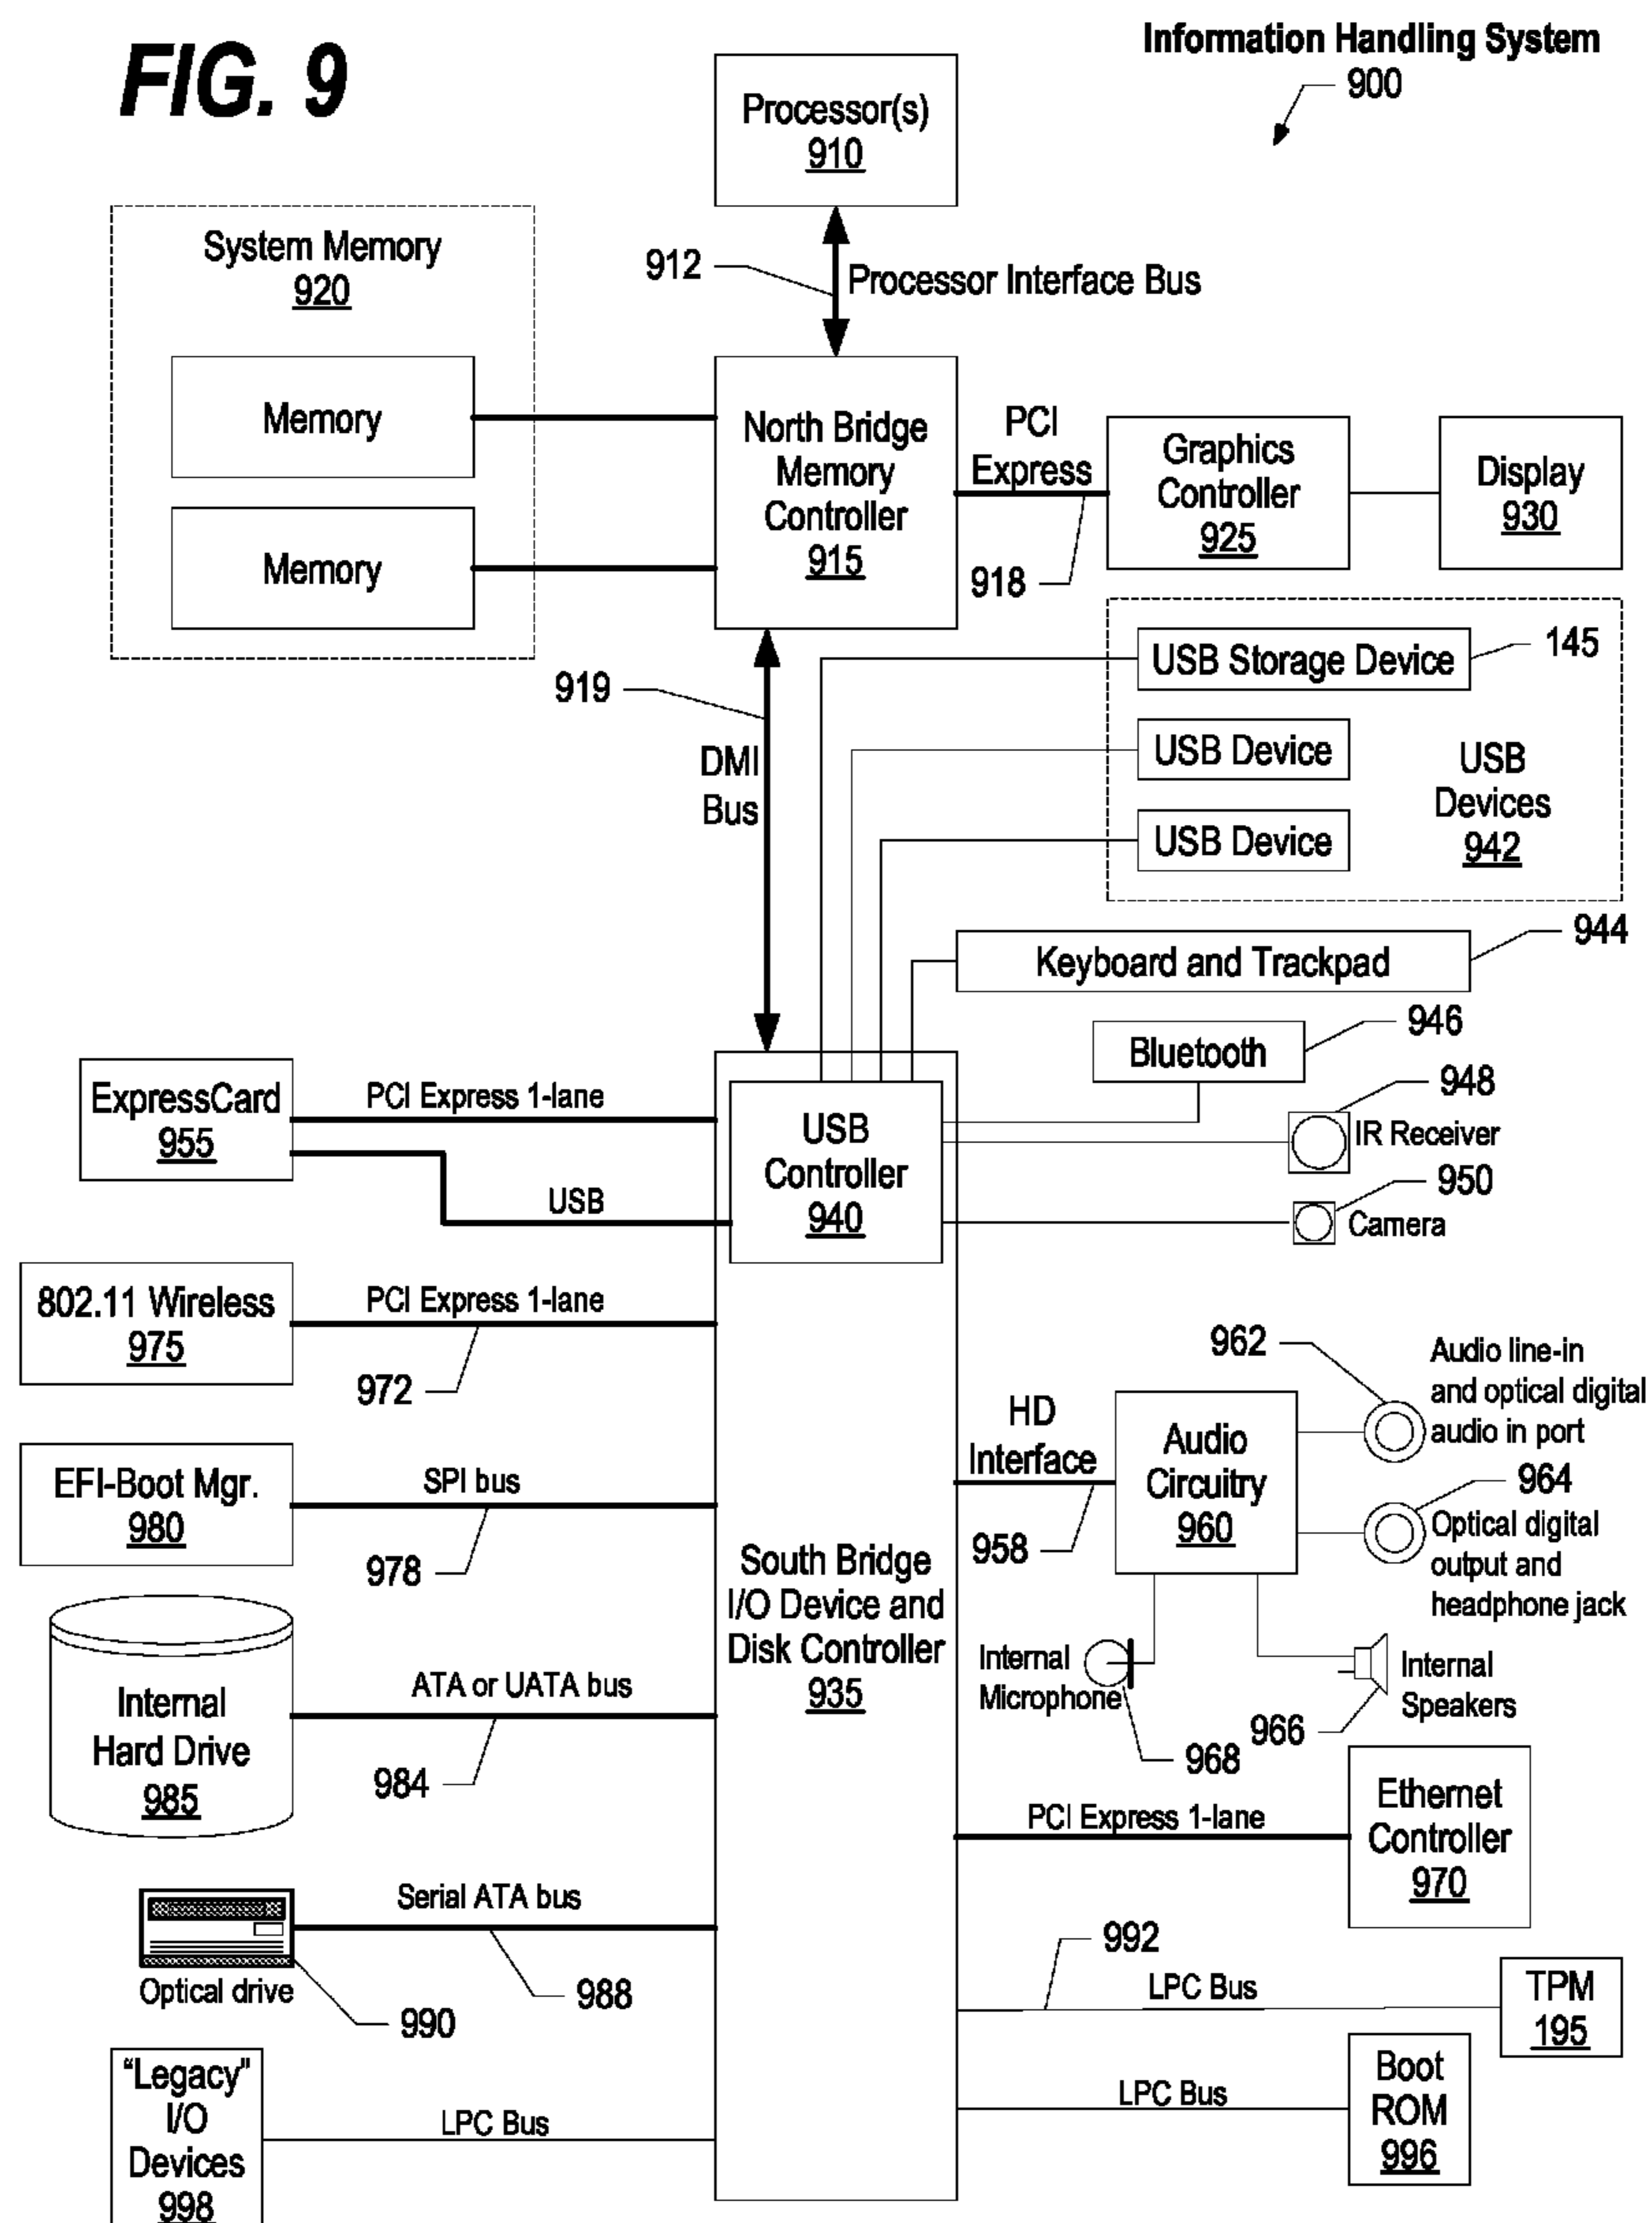 FIG. 9
Information Handling System
900
Processor(s)
910
System Memory
920
912
Processor Interface Bus
Memory
Memory
North Bridge
Memory
Controller
915
PCI
Express
918
Graphics
Controller
925
Display
930
USB Storage Device
145
USB Device
USB Device
USB
Devices
942
919
DMI
Bus
Keyboard and Trackpad
944
Bluetooth
946
948
IR Receiver
950
Camera
ExpressCard
955
PCI Express 1-lane
USB
USB
Controller
940
802.11 Wireless
975
PCI Express 1-lane
972
962
Audio line-in
and optical digital
audio in port
HD
Interface
958
Audio
Circuitry
960
964
Optical digital
output and
headphone jack
EFI-Boot Mgr.
980
SPI bus
978
South Bridge
I/O Device and
Disk Controller
935
Internal
Microphone
968
Internal
Speakers
966
Internal
Hard Drive
985
ATA or UATA bus
984
PCI Express 1-lane
Ethernet
Controller
970
Serial ATA bus
988
Optical drive
990
992
LPC Bus
TPM
195
LPC Bus
Boot
ROM
996
“Legacy”
I/O
Devices
998
LPC Bus